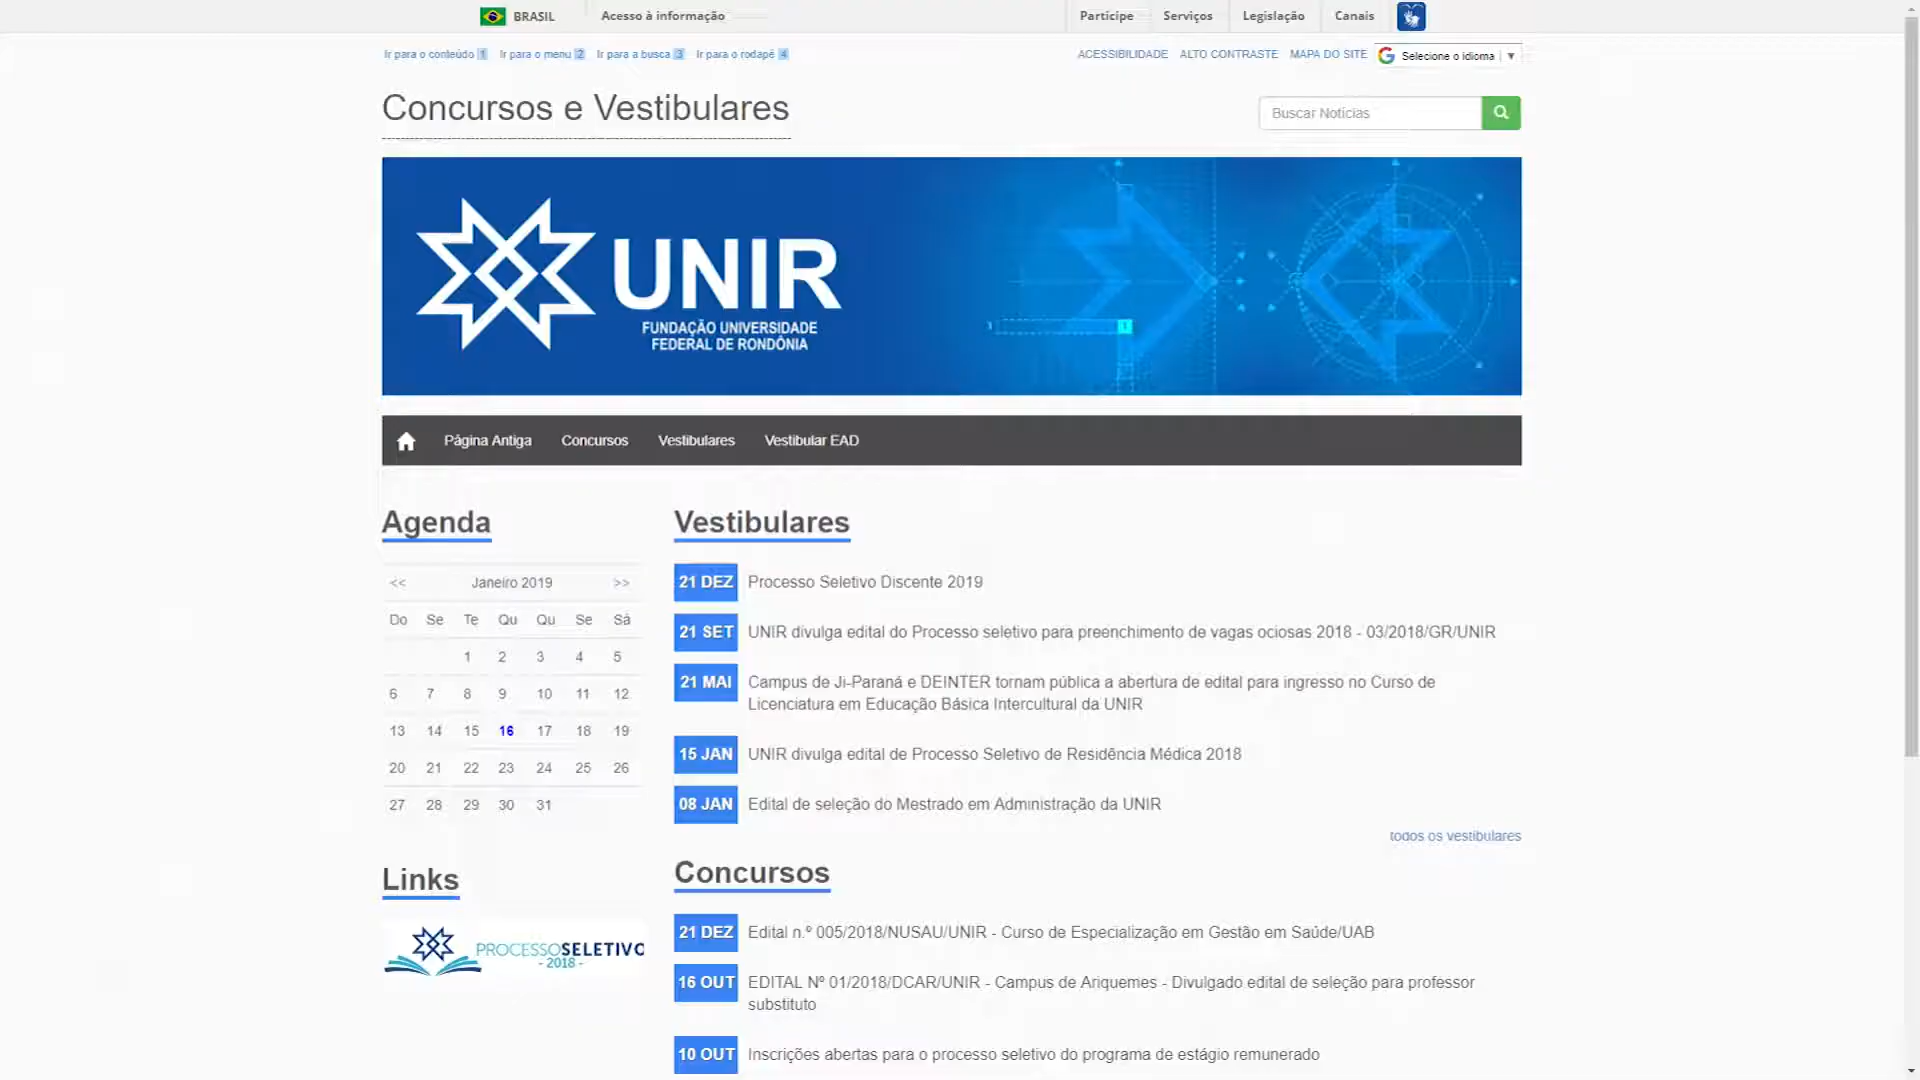 BRASIL
Acesso à informação
Participe
Serviços
Legislação
Canais
Ir para o conteúdo 1
Ir para o menu 2
Ir para a busca 3
Ir para o rodapé 4
ACESSIBILIDADE
ALTO CONTRASTE
MAPA DO SITE
Selecione o idioma
Concursos e Vestibulares
Buscar Notícias
UNIR
FUNDAÇÃO UNIVERSIDADE
FEDERAL DE RONDÔNIA
Página Antiga
Concursos
Vestibulares
Vestibular EAD
Agenda
<< Janeiro 2019 >>
Do Se Te Qu Qu Se Sá
1 2 3 4 5
6 7 8 9 10 11 12
13 14 15 16 17 18 19
20 21 22 23 24 25 26
27 28 29 30 31
Links
PROCESSOSELETIVO
- 2018 -
Vestibulares
21 DEZ Processo Seletivo Discente 2019
21 SET UNIR divulga edital do Processo seletivo para preenchimento de vagas ociosas 2018 - 03/2018/GR/UNIR
21 MAI Campus de Ji-Paraná e DEINTER tornam pública a abertura de edital para ingresso no Curso de
Licenciatura em Educação Básica Intercultural da UNIR
15 JAN UNIR divulga edital de Processo Seletivo de Residência Médica 2018
08 JAN Edital de seleção do Mestrado em Administração da UNIR
todos os vestibulares
Concursos
21 DEZ Edital n.º 005/2018/NUSAU/UNIR - Curso de Especialização em Gestão em Saúde/UAB
16 OUT EDITAL Nº 01/2018/DCAR/UNIR - Campus de Ariquemes - Divulgado edital de seleção para professor
substituto
10 OUT Inscrições abertas para o processo seletivo do programa de estágio remunerado